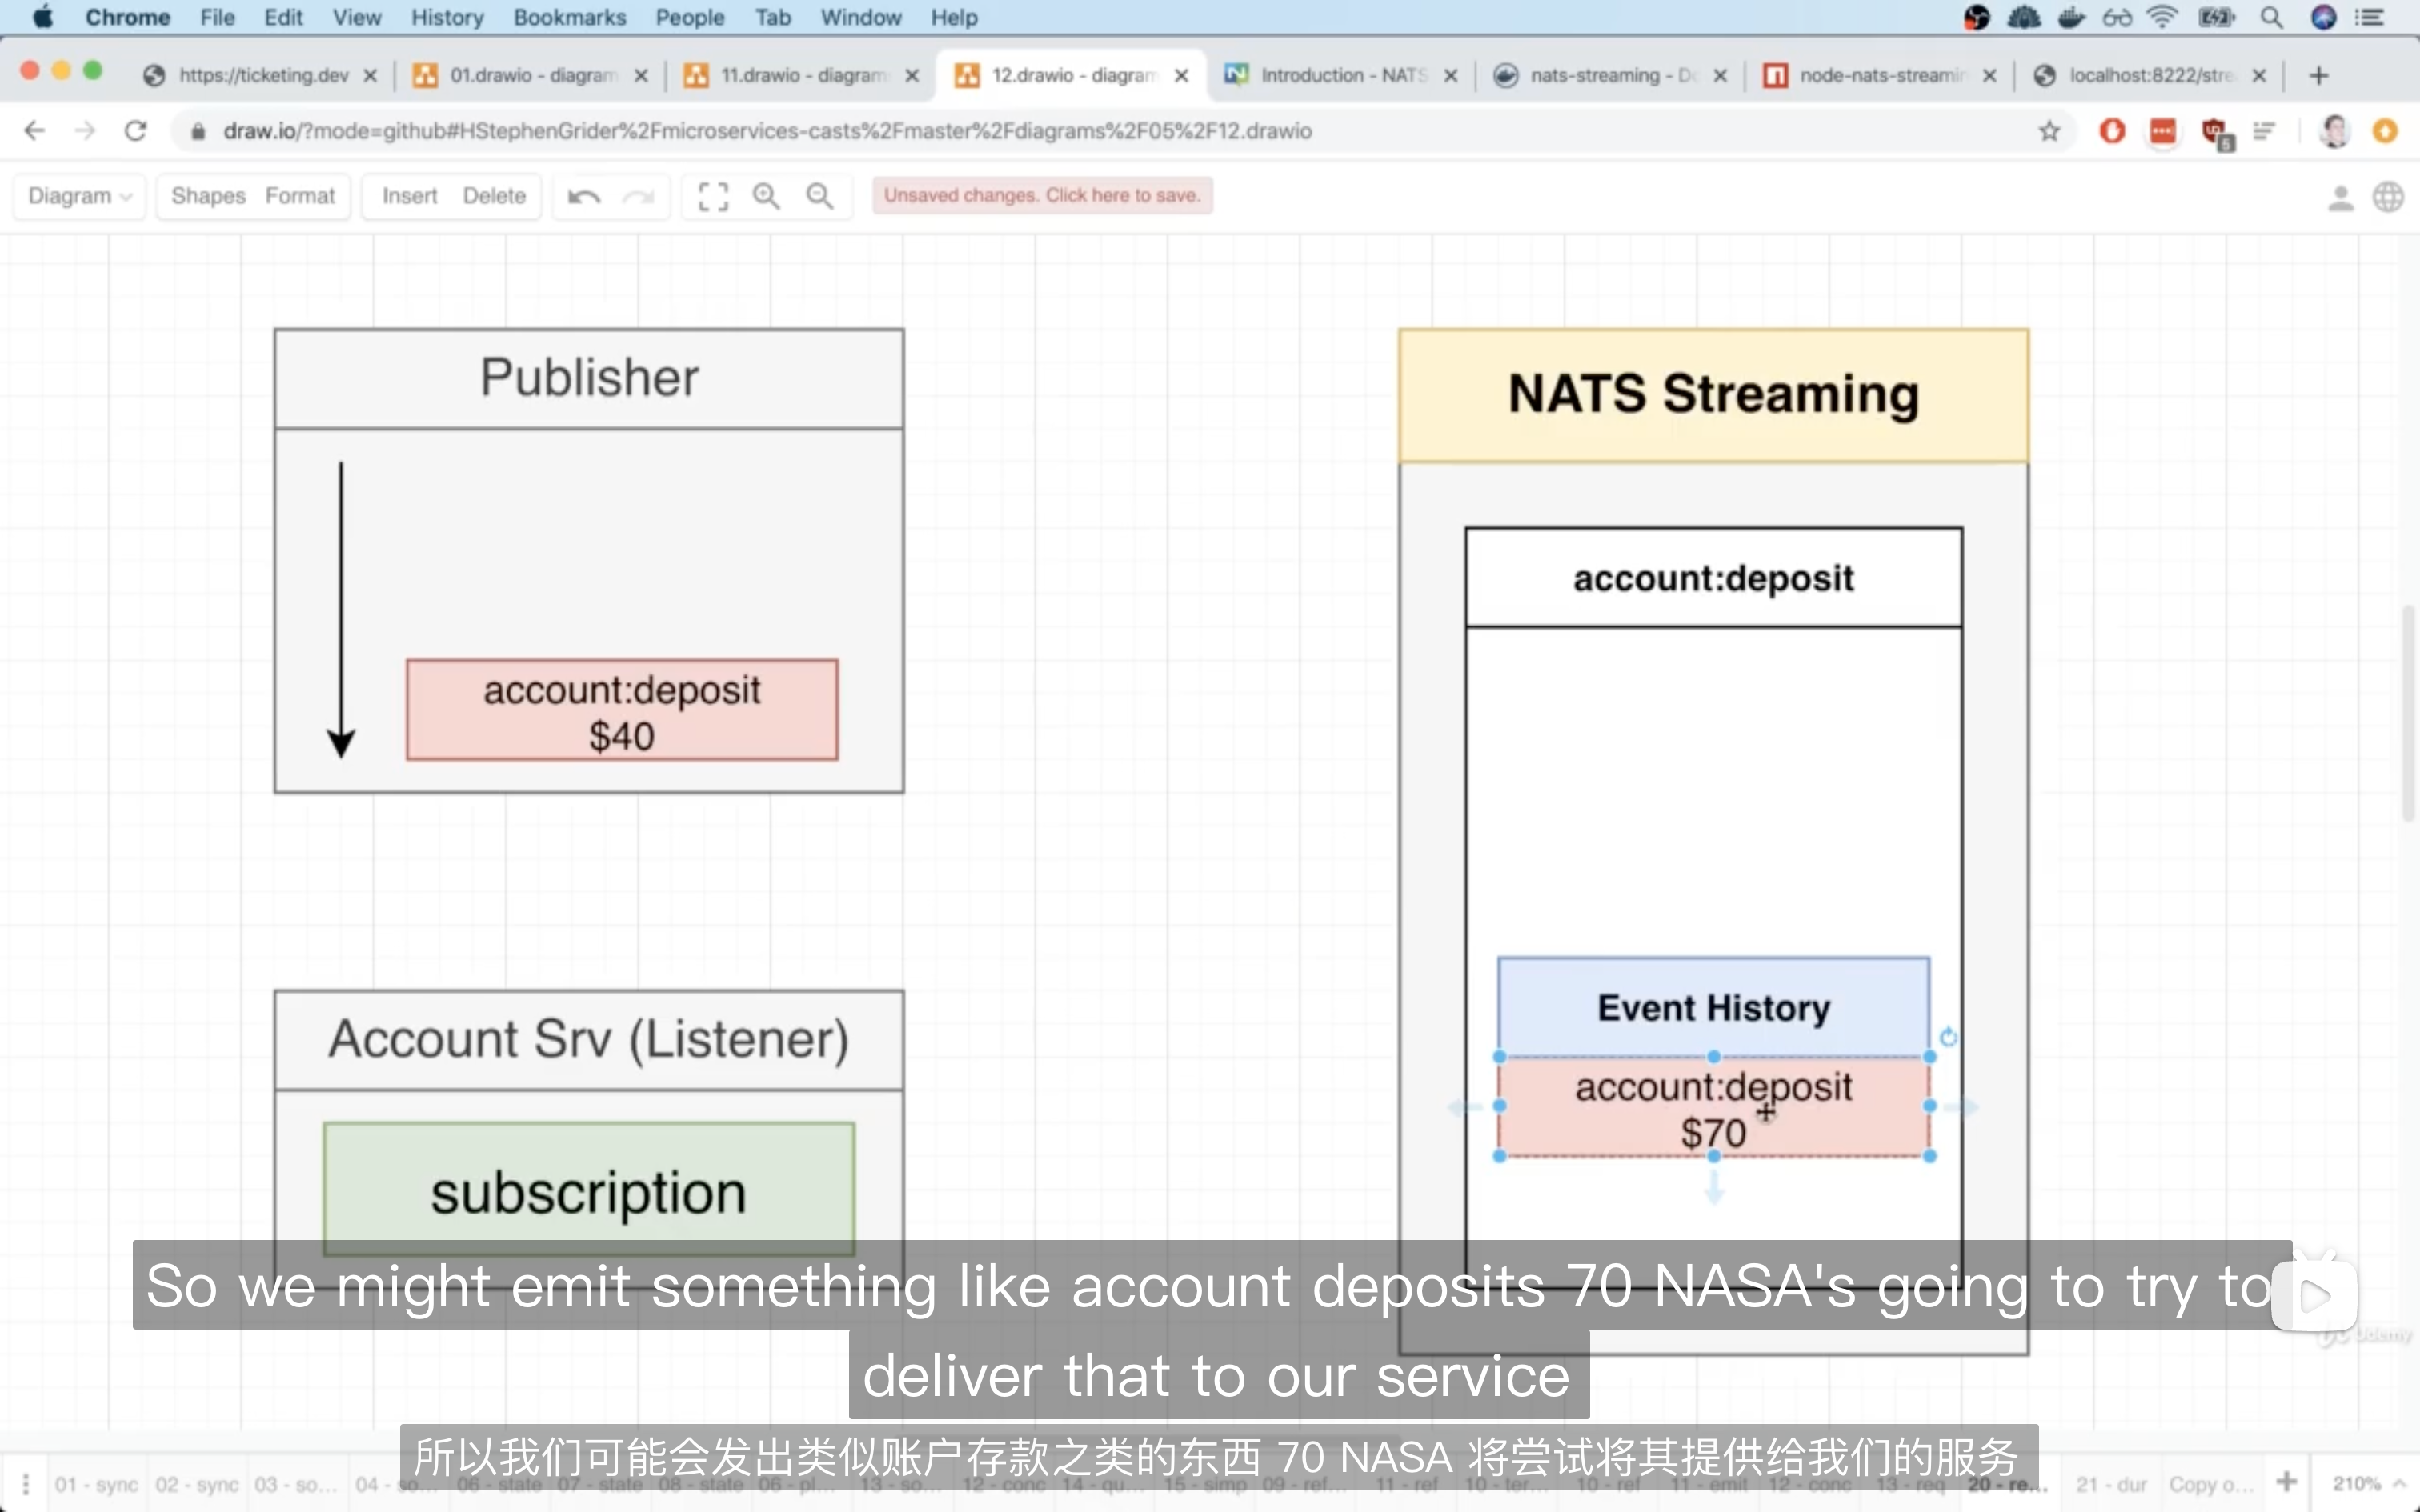 Chrome File Edit View History Bookmarks People Tab Window Help
https://ticketing.dev 01.drawio - diagram 11.drawio - diagram 12.drawio - diagram Introduction - NATS nats-streaming - Do node-nats-streamin localhost:8222/stre
draw.io/?mode=github#HStephenGrider%2Fmicroservices-casts%2Fmaster%2Fdiagrams%2F05%2F12.drawio
5
Diagram Shapes Format Insert Delete Unsaved changes. Click here to save.
Publisher
account:deposit
$40
NATS Streaming
account:deposit
Event History
account:deposit
$70
Account Srv (Listener)
subscription
So we might emit something like account deposits 70 NASA's going to try to
deliver that to our service
Udemy
所以我们可能会发出类似账户存款之类的东西 70 NASA 将尝试将其提供给我们的服务
01 - sync 02 - sync 03 - so... 04 - so... 06 - state 07 - state 08 - state 06 - pl... 13 - so... 12 - conc 14 - qu... 15 - simp 09 - ref... 11 - ref 10 - ter... 10 - ref 11 - emit 12 - conc 13 - req 20 - re... 21 - dur Copy o... 210%